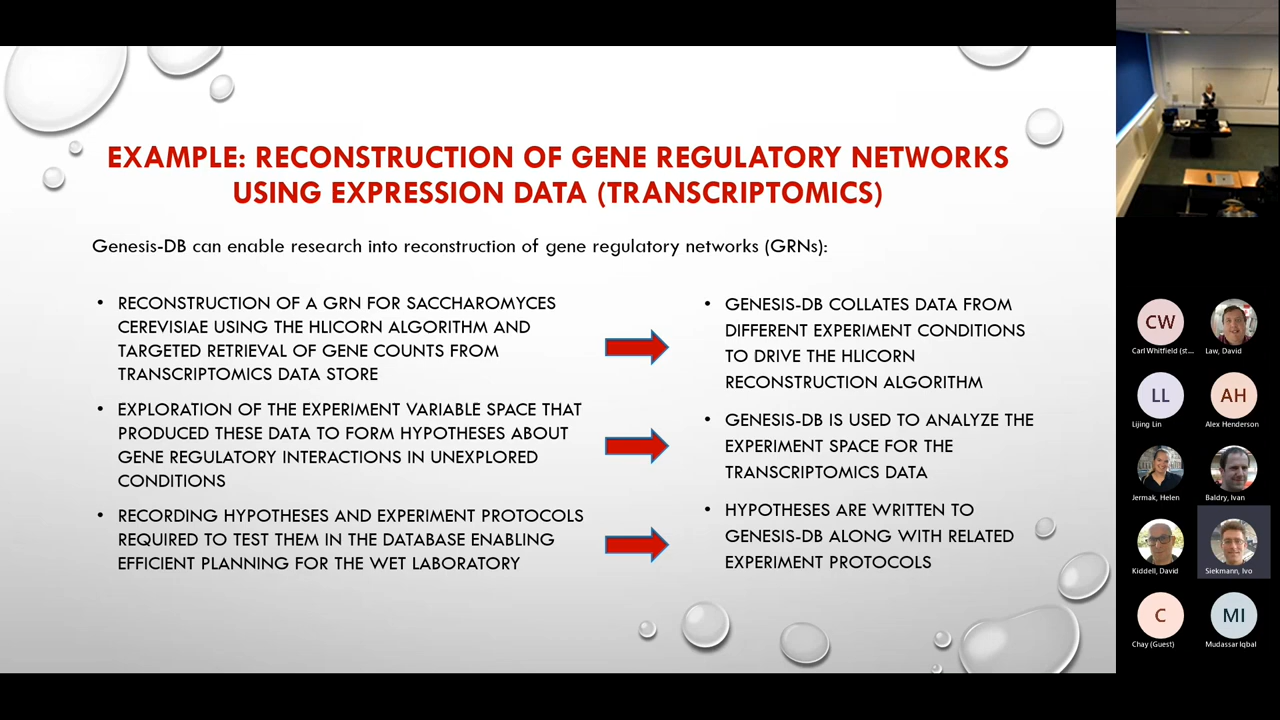 EXAMPLE: RECONSTRUCTION OF GENE REGULATORY NETWORKS
USING EXPRESSION DATA (TRANSCRIPTOMICS)
Genesis-DB can enable research into reconstruction of gene regulatory networks (GRNs):
• RECONSTRUCTION OF A GRN FOR SACCHAROMYCES
CEREVISIAE USING THE HLICORN ALGORITHM AND
TARGETED RETRIEVAL OF GENE COUNTS FROM
TRANSCRIPTOMICS DATA STORE
• EXPLORATION OF THE EXPERIMENT VARIABLE SPACE THAT
PRODUCED THESE DATA TO FORM HYPOTHESES ABOUT
GENE REGULATORY INTERACTIONS IN UNEXPLORED
CONDITIONS
• RECORDING HYPOTHESES AND EXPERIMENT PROTOCOLS
REQUIRED TO TEST THEM IN THE DATABASE ENABLING
EFFICIENT PLANNING FOR THE WET LABORATORY
• GENESIS-DB COLLATES DATA FROM
DIFFERENT EXPERIMENT CONDITIONS
TO DRIVE THE HLICORN
RECONSTRUCTION ALGORITHM
• GENESIS-DB IS USED TO ANALYZE THE
EXPERIMENT SPACE FOR THE
TRANSCRIPTOMICS DATA
• HYPOTHESES ARE WRITTEN TO
GENESIS-DB ALONG WITH RELATED
EXPERIMENT PROTOCOLS
CW
Carl Whitfield (st...
Law, David
LL
Lijing Lin
AH
Alex Henderson
Jermak, Helen
Baldry, Ivan
Kiddell, David
Siekmann, Ivo
C
Chay (Guest)
MI
Mudassar Iqbal